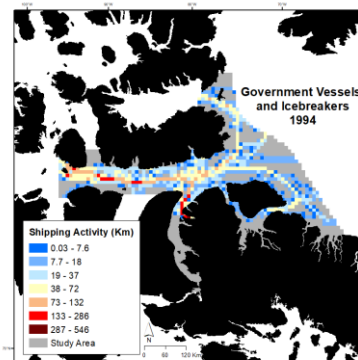 Government Vessels
and Icebreakers
1994
Shipping Activity (Km)
0.03 - 7.6
7.7 - 18
19 - 37
38 - 72
73 - 132
133 - 286
287 - 546
Study Area
0
60
120 Km